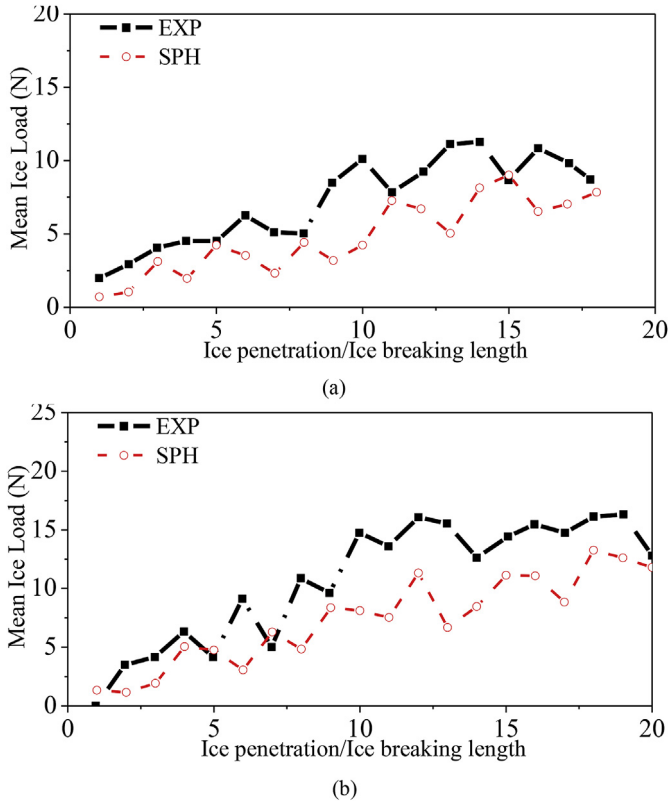 20
EXP
SPH
15
10
5
0
Mean Ice Load (N)
0 5 10 15 20
Ice penetration/Ice breaking length
(a)
25
EXP
SPH
20
15
10
5
0
Mean Ice Load (N)
0 5 10 15 20
Ice penetration/Ice breaking length
(b)